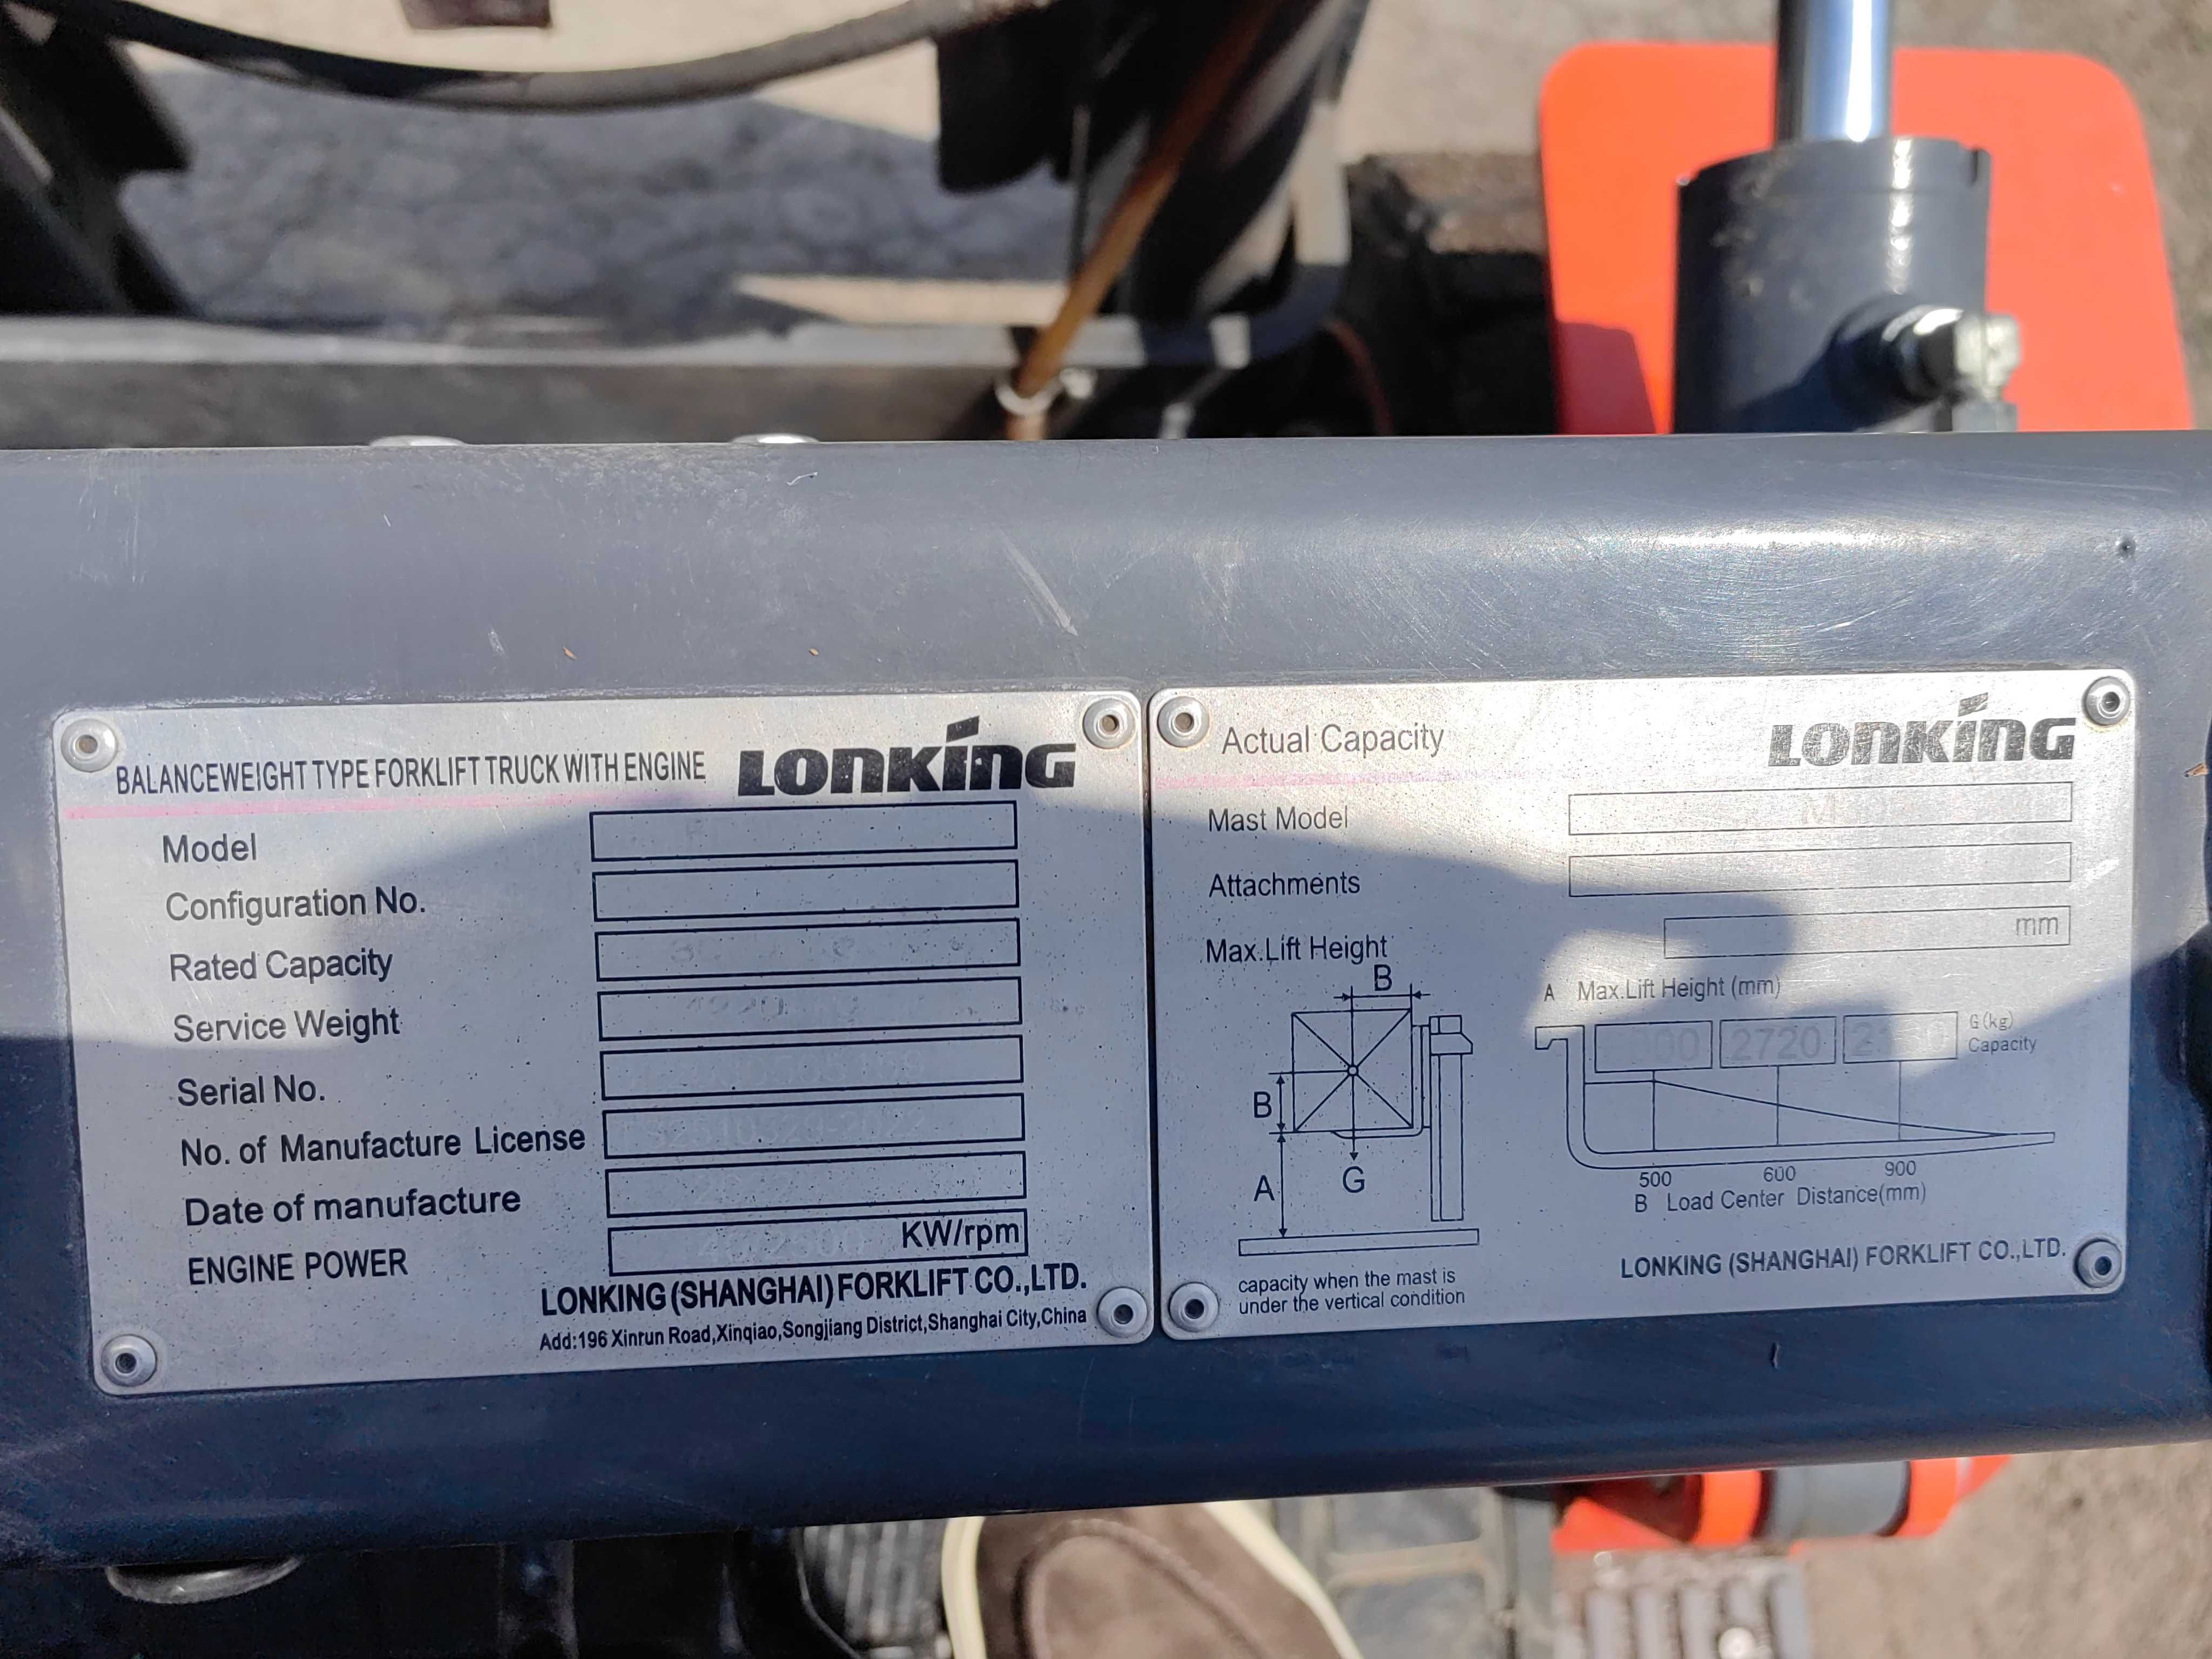 BALANCEWEIGHT TYPE FORKLIFT TRUCK WITH ENGINE LONKING
Model
Configuration No.
Rated Capacity
Service Weight
Serial No.
No. of Manufacture License
Date of manufacture
ENGINE POWER KW/rpm
LONKING (SHANGHAI) FORKLIFT CO.,LTD.
Add:196 Xinrun Road,Xinqiao,Songjiang District,Shanghai City,China
Actual Capacity LONKING
Mast Model
Attachments
Max.Lift Height mm
B
B
A
G
capacity when the mast is
under the vertical condition
A Max.Lift Height (mm)
2720
G(kg)
Capacity
500 600 900
B Load Center Distance(mm)
LONKING (SHANGHAI) FORKLIFT CO.,LTD.